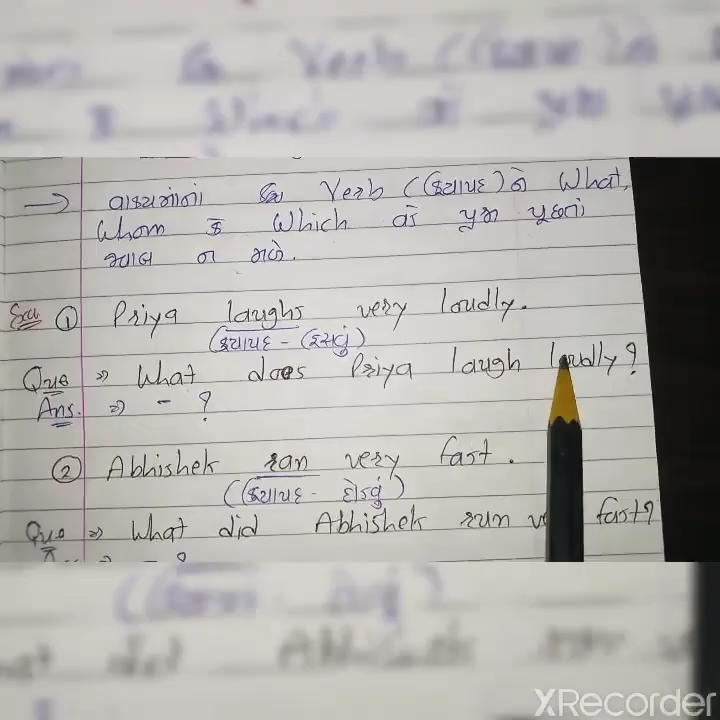 → વાક્યમાંનાં જે Verb (ક્રિયાપદ) ને What,
Whom કે Which થી પ્રશ્ન પૂછતાં
જવાબ ન મળે.
Exa ① Priya laughs very loudly.
(ક્રિયાપદ - હસવું)
Que ⇒ What does Priya laugh loudly?
Ans. ⇒ - ?
② Abhishek ran very fast.
(ક્રિયાપદ - દોડવું)
Que ⇒ What did Abhishek run fast?
XRecorder